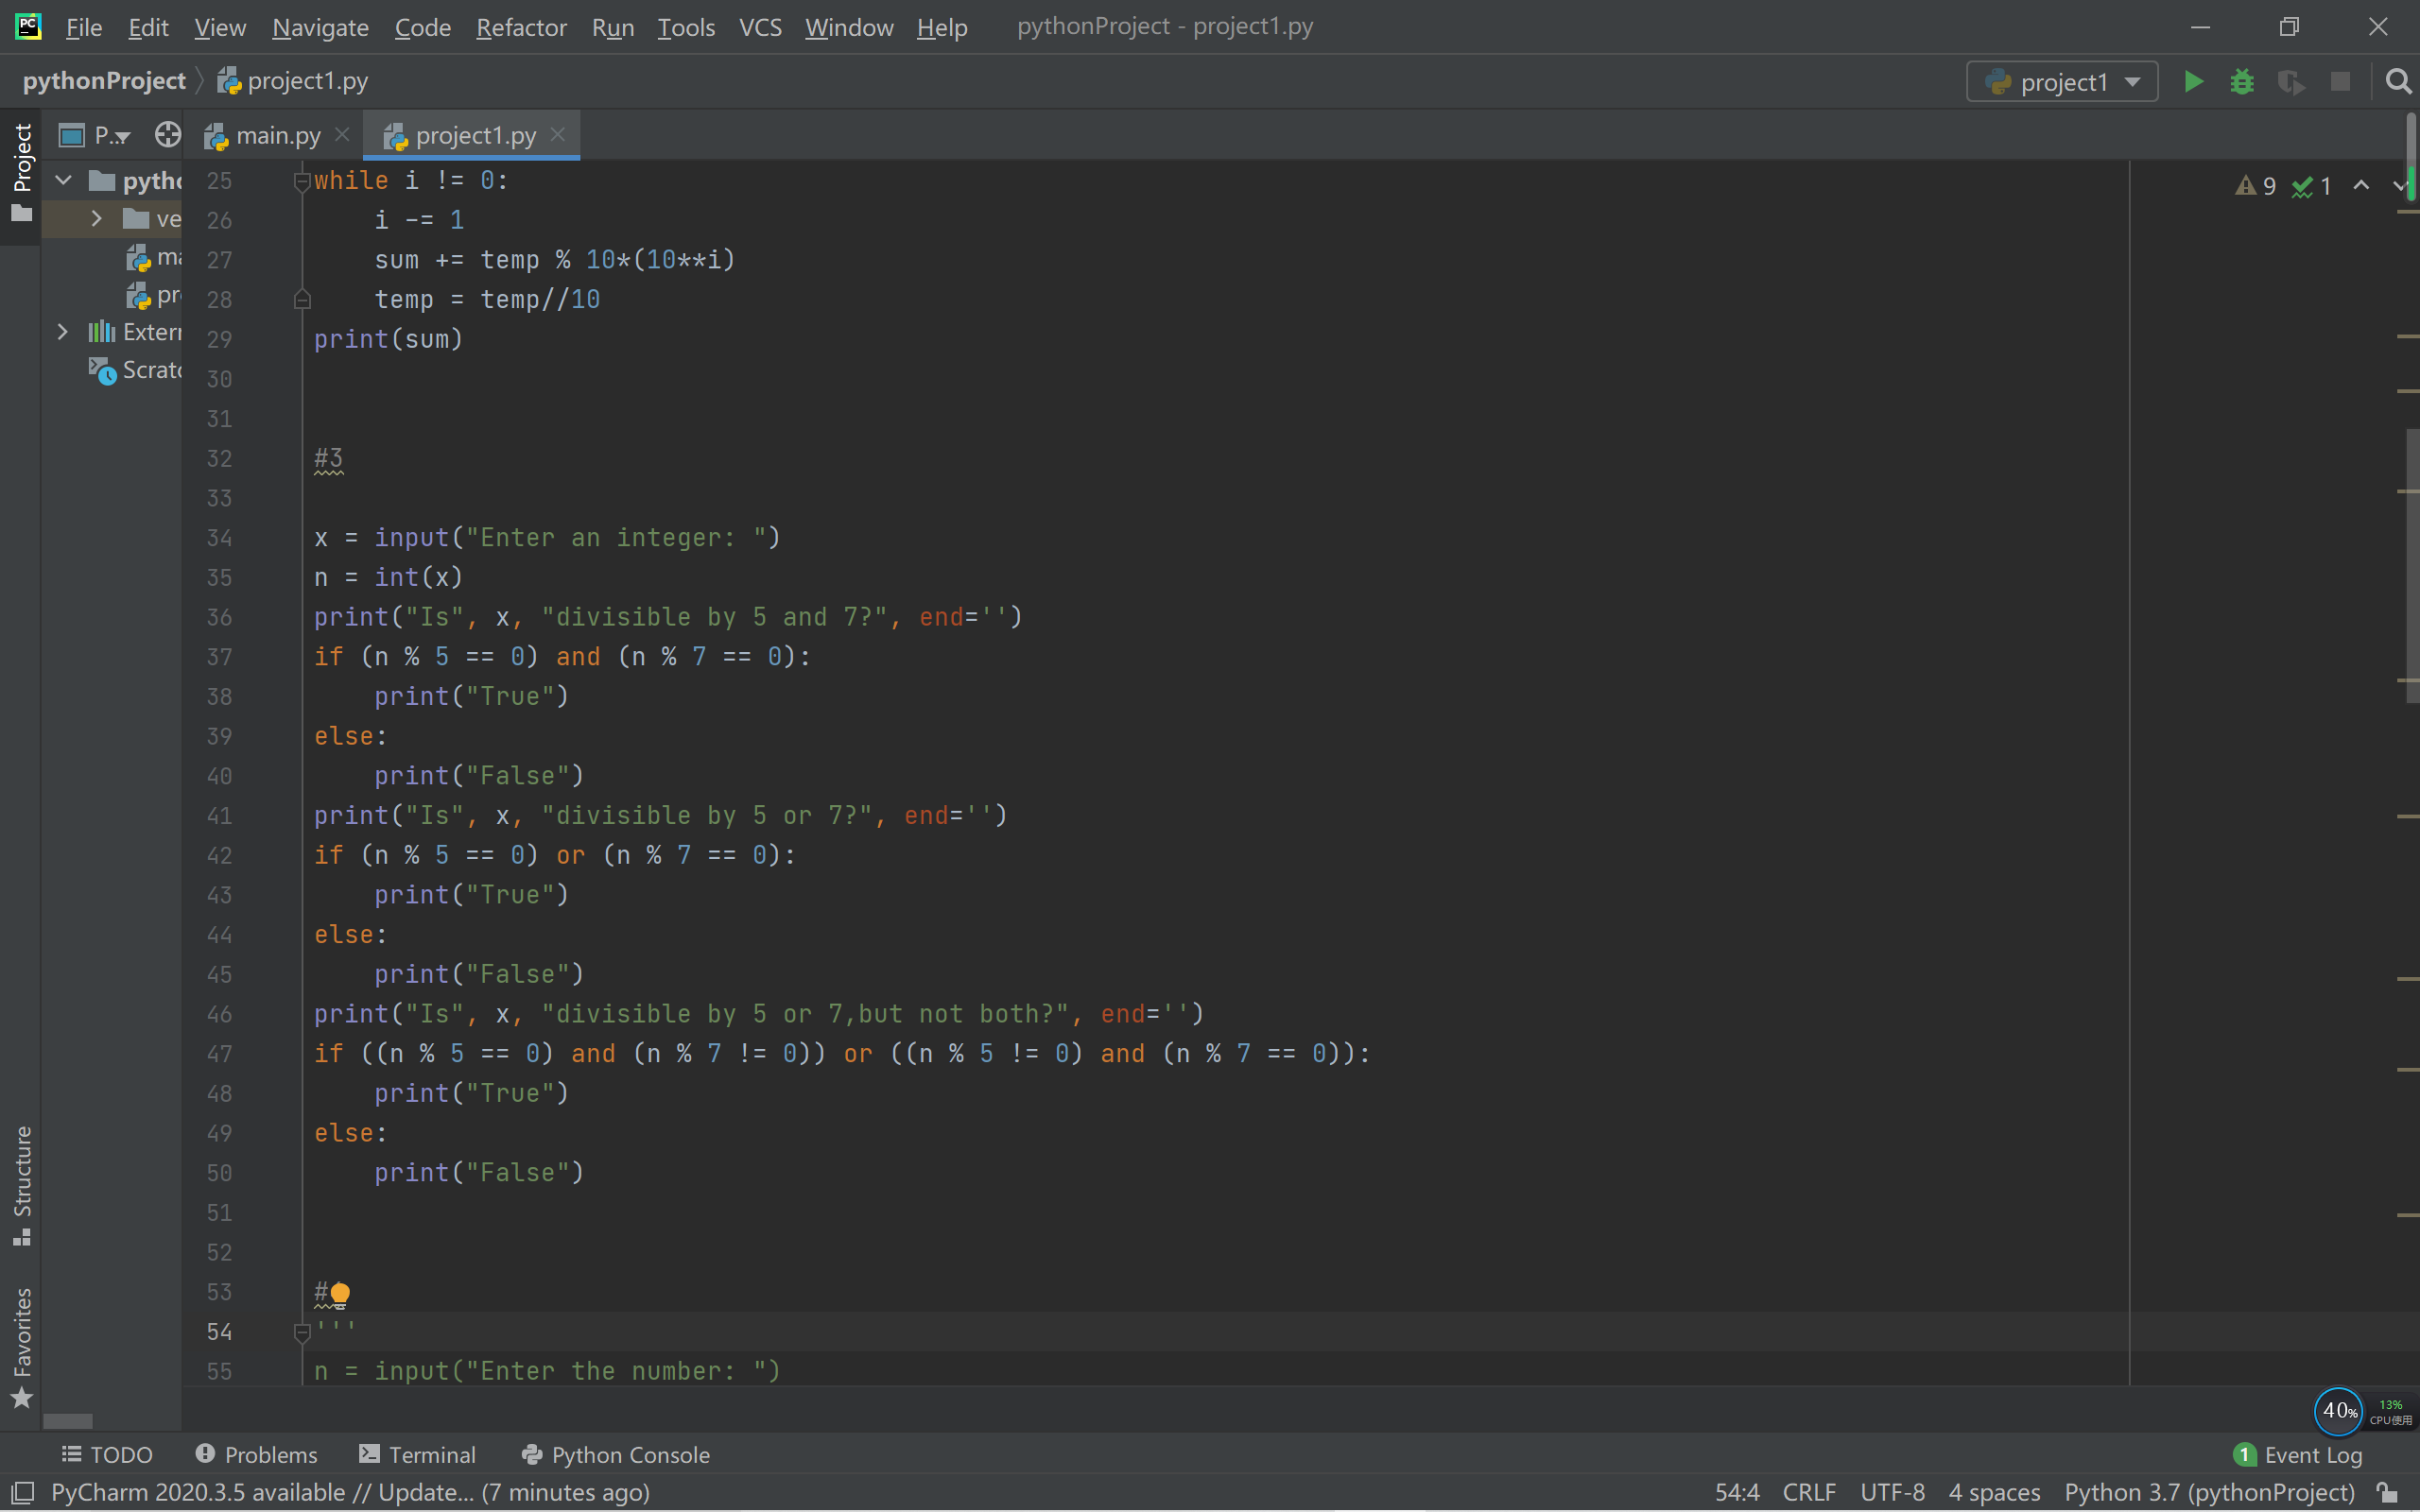 File Edit View Navigate Code Refactor Run Tools VCS Window Help pythonProject - project1.py
pythonProject project1.py project1
Project P.. main.py project1.py
25 while i != 0:
9 1
26     i -= 1
27     sum += temp % 10*(10**i)
28     temp = temp//10
29 print(sum)
30
31
32 #3
33
34 x = input("Enter an integer: ")
35 n = int(x)
36 print("Is", x, "divisible by 5 and 7?", end='')
37 if (n % 5 == 0) and (n % 7 == 0):
38     print("True")
39 else:
40     print("False")
41 print("Is", x, "divisible by 5 or 7?", end='')
42 if (n % 5 == 0) or (n % 7 == 0):
43     print("True")
44 else:
45     print("False")
46 print("Is", x, "divisible by 5 or 7,but not both?", end='')
47 if ((n % 5 == 0) and (n % 7 != 0)) or ((n % 5 != 0) and (n % 7 == 0)):
48     print("True")
49 else:
50     print("False")
51
52
53 #
54 '''
55 n = input("Enter the number: ")
Structure
Favorites
40% 13%
CPU使用
TODO Problems Terminal Python Console 1 Event Log
PyCharm 2020.3.5 available // Update... (7 minutes ago) 54:4 CRLF UTF-8 4 spaces Python 3.7 (pythonProject)